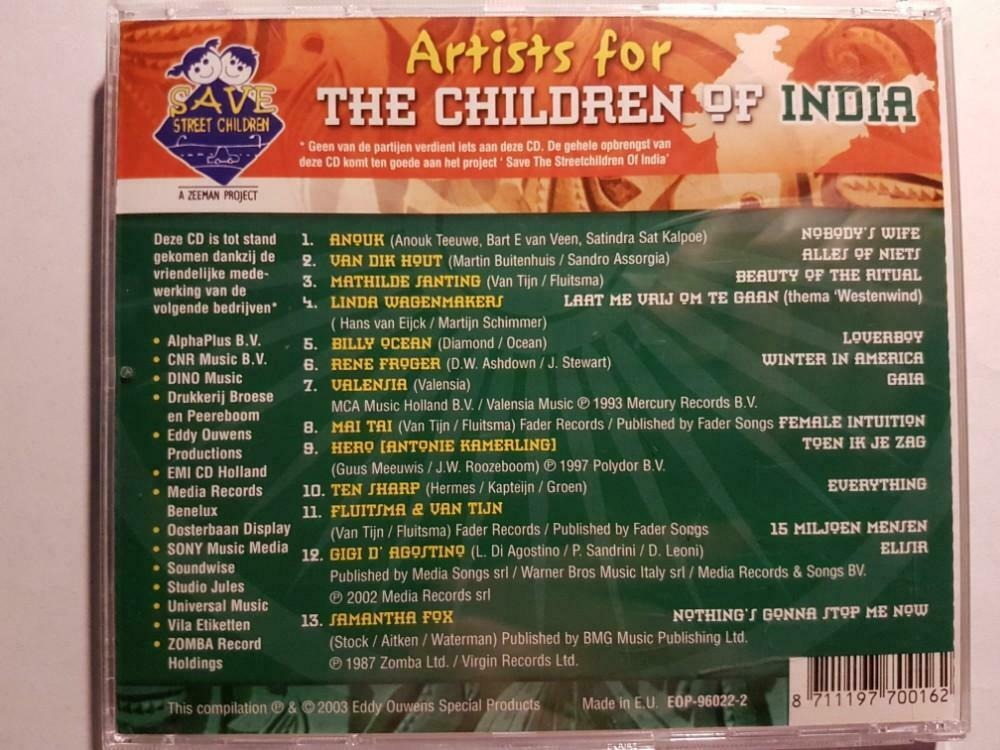 Artists for
THE CHILDREN OF INDIA
SAVE
STREET CHILDREN
A ZEEMAN PROJECT
* Geen van de partijen verdient iets aan deze CD. De gehele opbrengst van
deze CD komt ten goede aan het project ‘ Save The Streetchildren Of India’
Deze CD is tot stand
gekomen dankzij de
vriendelijke mede-
werking van de
volgende bedrijven*
• AlphaPlus B.V.
• CNR Music B.V.
• DINO Music
• Drukkerij Broese
en Peereboom
• Eddy Ouwens
Productions
• EMI CD Holland
• Media Records
Benelux
• Oosterbaan Display
• SONY Music Media
• Soundwise
• Studio Jules
• Universal Music
• Vila Etiketten
• ZOMBA Record
Holdings
1. ANOUK (Anouk Teeuwe, Bart E van Veen, Satindra Sat Kalpoe) NOBODY'S WIFE
2. VAN DIK HOUT (Martin Buitenhuis / Sandro Assorgia) ALLES OF NIETS
3. MATHILDE SANTING (Van Tijn / Fluitsma) BEAUTY OF THE RITUAL
4. LINDA WAGENMAKERS LAAT ME VRIJ OM TE GAAN (thema ‘Westenwind)
( Hans van Eijck / Martijn Schimmer)
5. BILLY OCEAN (Diamond / Ocean) LOVERBOY
6. RENE FROGER (D.W. Ashdown / J. Stewart) WINTER IN AMERICA
7. VALENSIA (Valensia) GAIA
MCA Music Holland B.V. / Valensia Music ℗ 1993 Mercury Records B.V.
8. MAI TAI (Van Tijn / Fluitsma) Fader Records / Published by Fader Songs FEMALE INTUITION
9. HERO [ANTONIE KAMERLING] TOEN IK JE ZAG
(Guus Meeuwis / J.W. Roozeboom) ℗ 1997 Polydor B.V.
10. TEN SHARP (Hermes / Kapteijn / Groen) EVERYTHING
11. FLUITSMA & VAN TIJN
(Van Tijn / Fluitsma) Fader Records / Published by Fader Songs 15 MILJOEN MENSEN
12. GIGI D' AGOSTINO (L. Di Agostino / P. Sandrini / D. Leoni) ELISIR
Published by Media Songs srl / Warner Bros Music Italy srl / Media Records & Songs BV.
℗ 2002 Media Records srl
13. SAMANTHA FOX NOTHING'S GONNA STOP ME NOW
(Stock / Aitken / Waterman) Published by BMG Music Publishing Ltd.
℗ 1987 Zomba Ltd. / Virgin Records Ltd.
This compilation ℗ & © 2003 Eddy Ouwens Special Products Made in E.U. EOP-96022-2
8 711197 700162